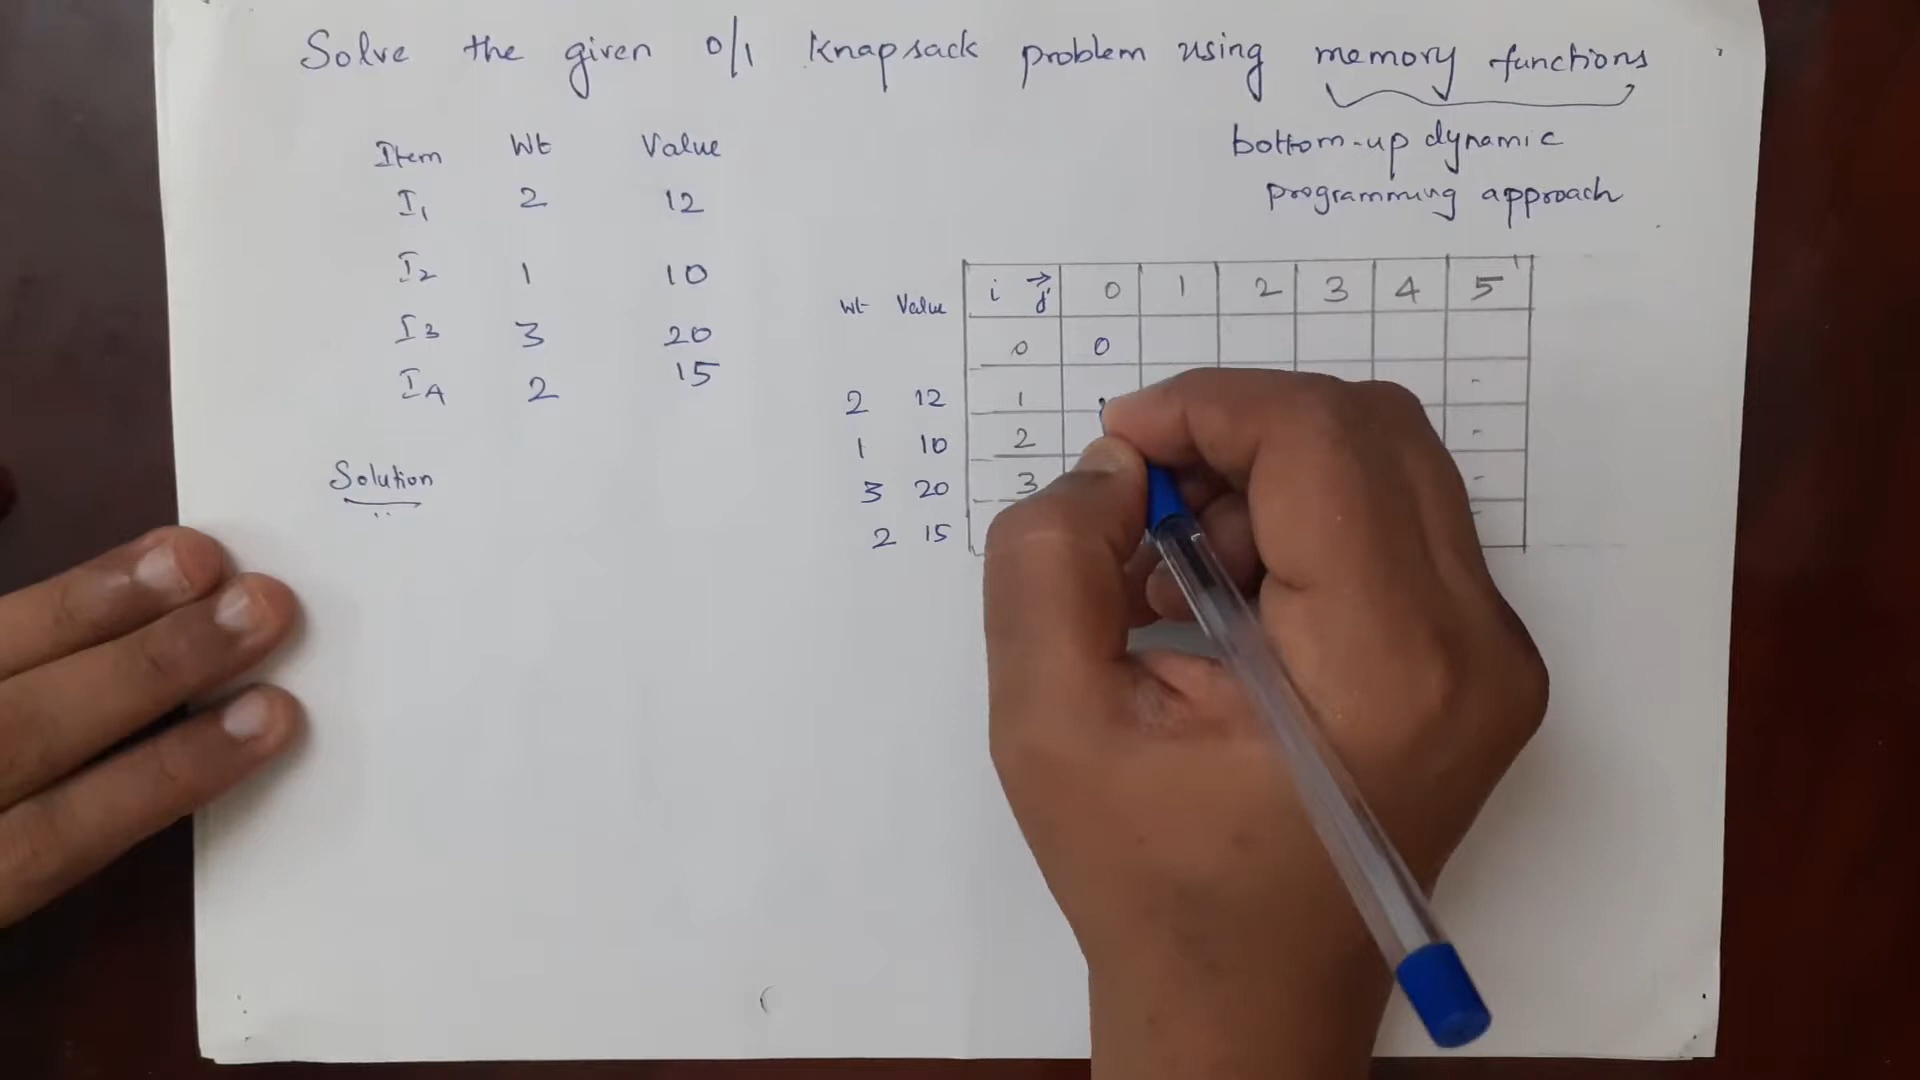 Solve the given 0/1 Knapsack problem using memory functions
bottom-up dynamic
programming approach
Item Wt Value
I1 2 12
I2 1 10
I3 3 20
I4 2 15
Solution
Wt Value i j 0 1 2 3 4 5
0 0
2 12 1 -
1 10 2 -
3 20 3 -
2 15 -